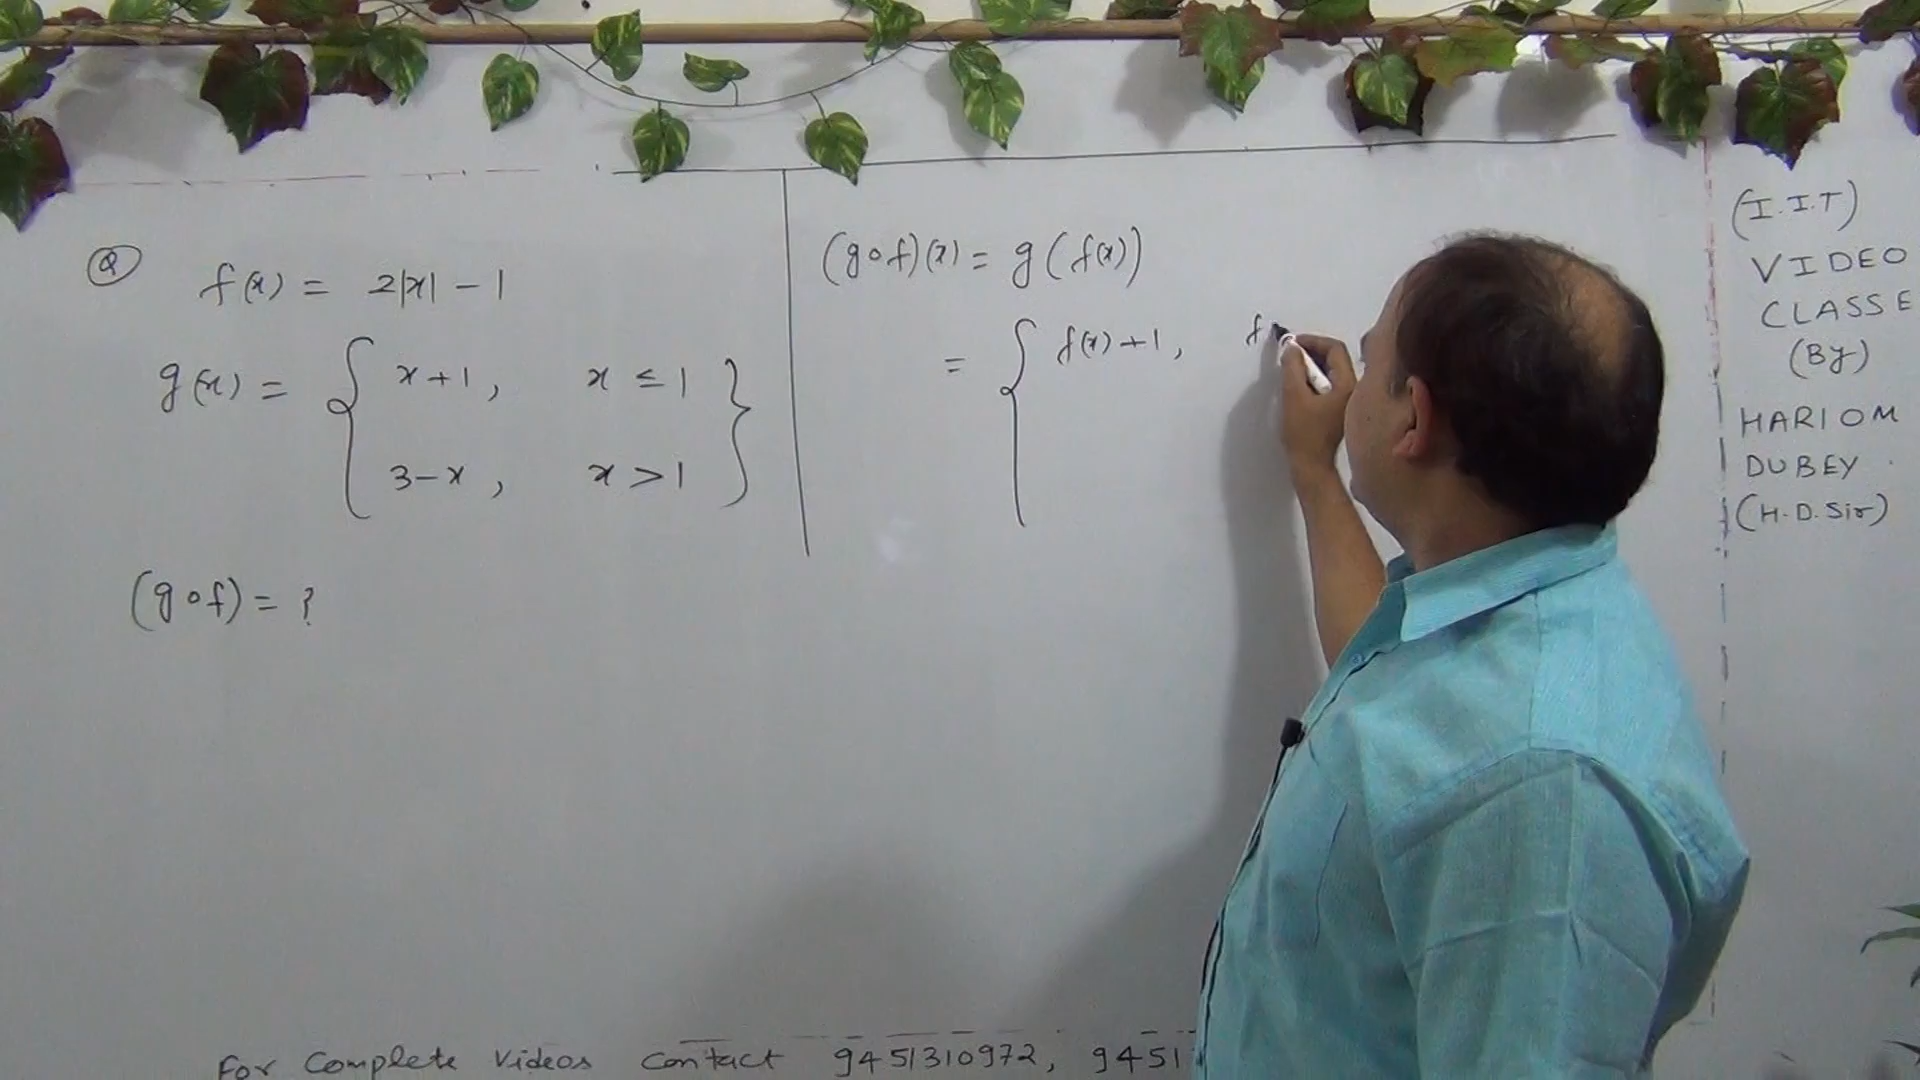 Q
f(x) = 2|x| - 1
g(x) = { x+1, x ≤ 1
3-x, x > 1 }
(gof) = ?
(gof)(x) = g(f(x))
= { f(x)+1, f
(I.I.T)
VIDEO
CLASSE
(By)
HARIOM
DUBEY
(H.D.Sir)
For Complete Videos Contact 9451310972, 9451